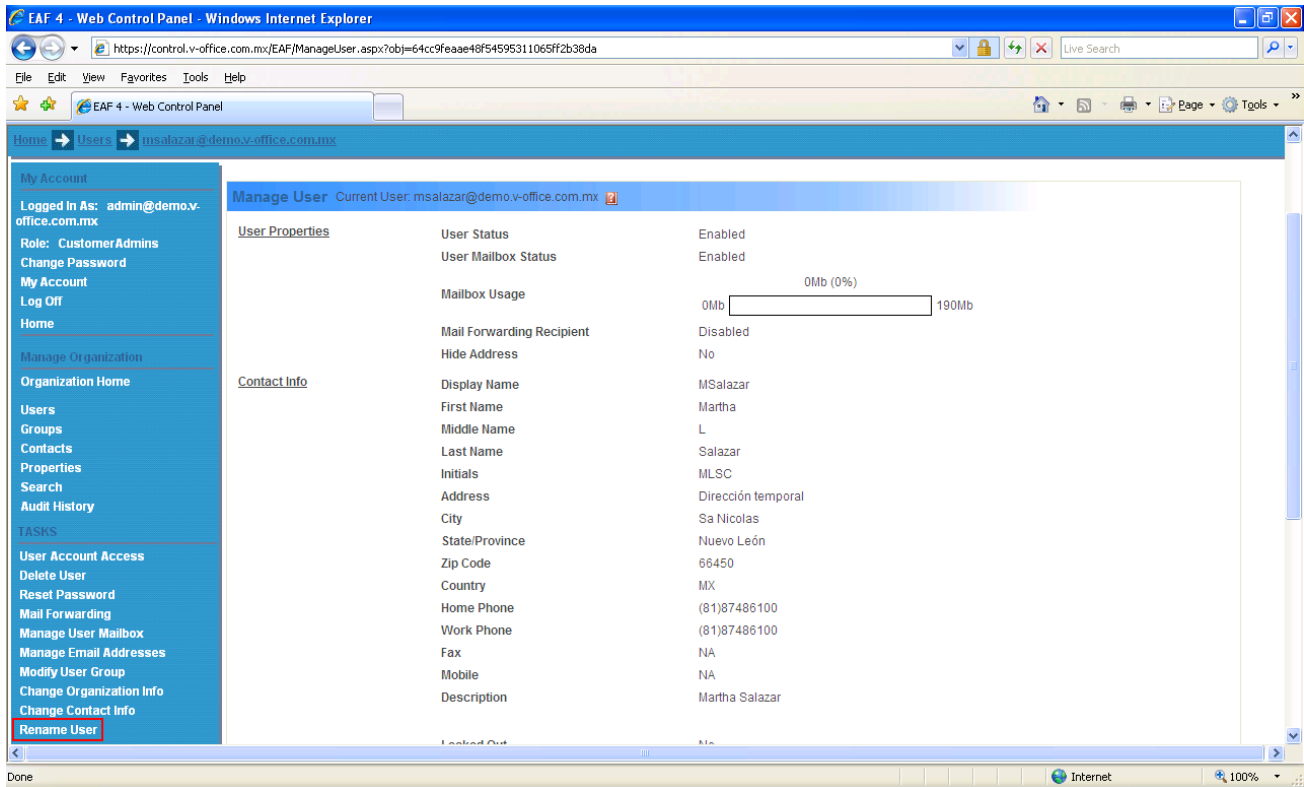 EAF 4 - Web Control Panel - Windows Internet Explorer
https://control.v-office.com.mx/EAF/ManageUser.aspx?obj=64cc9feaae48f54595311065ff2b38da
Live Search
File Edit View Favorites Tools Help
EAF 4 - Web Control Panel
Page Tools »
Home Users msalazar@demo.v-office.com.mx
My Account
Logged In As: admin@demo.v-
office.com.mx
Role: CustomerAdmins
Change Password
My Account
Log Off
Home
Manage Organization
Organization Home
Users
Groups
Contacts
Properties
Search
Audit History
TASKS
User Account Access
Delete User
Reset Password
Mail Forwarding
Manage User Mailbox
Manage Email Addresses
Modify User Group
Change Organization Info
Change Contact Info
Rename User
Manage User Current User: msalazar@demo.v-office.com.mx ?
User Properties
User Status Enabled
User Mailbox Status Enabled
0Mb (0%)
Mailbox Usage 0Mb 190Mb
Mail Forwarding Recipient Disabled
Hide Address No
Contact Info
Display Name MSalazar
First Name Martha
Middle Name L
Last Name Salazar
Initials MLSC
Address Dirección temporal
City Sa Nicolas
State/Province Nuevo León
Zip Code 66450
Country MX
Home Phone (81)87486100
Work Phone (81)87486100
Fax NA
Mobile NA
Description Martha Salazar
Locked Out No
Done Internet 100%